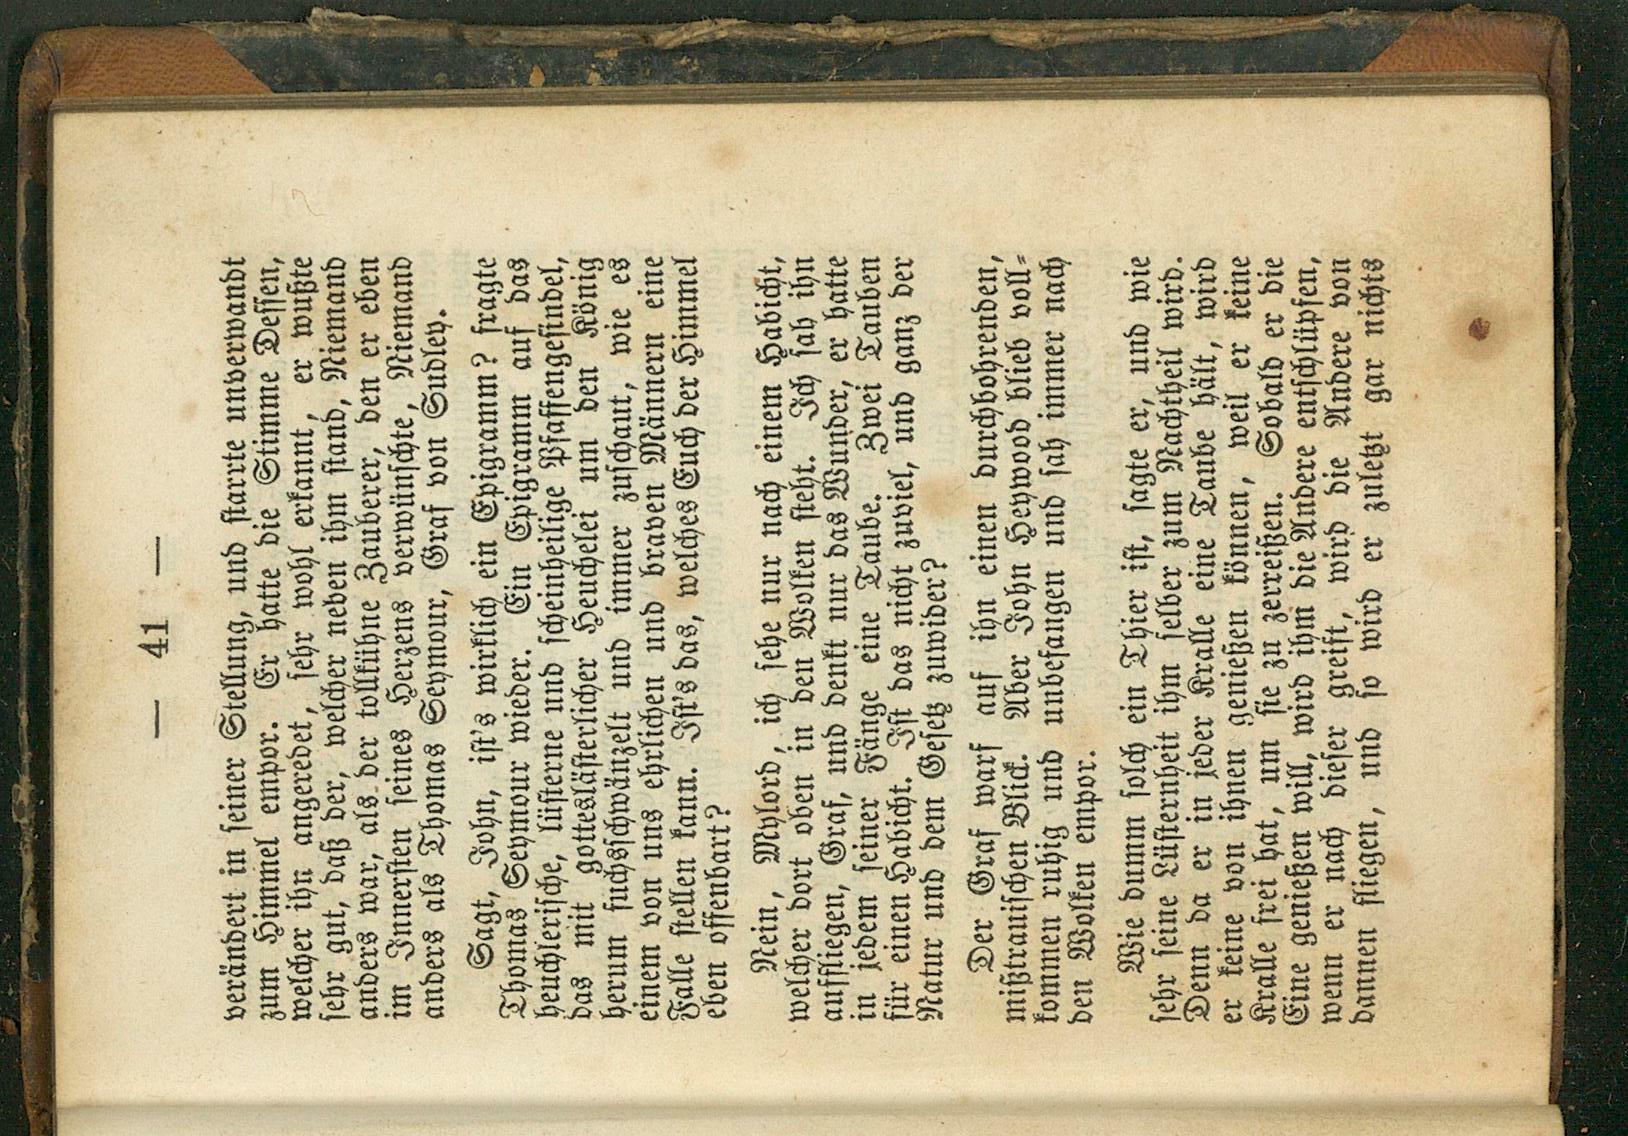 — 41 —
verändert in seiner Stellung, und starrte unverwandt
zum Himmel empor. Er hatte die Stimme Dessen,
welcher ihn angeredet, sehr wohl erkannt, er wußte
sehr gut, daß der, welcher neben ihm stand, Niemand
anders war, als der tollkühne Zauberer, den er eben
im Innersten seines Herzens verwünschte, Niemand
anders als Thomas Seymour, Graf von Sudley.
Sagt, John, ist's wirklich ein Epigramm? fragte
Thomas Seymour wieder. Ein Epigramm auf das
heuchlerische, lüsterne und scheinheilige Pfaffengesindel,
das mit gotteslästerlicher Heuchelei um den König
herum fuchsschwänzelt und immer zuschaut, wie es
einem von uns ehrlichen und braven Männern eine
Falle stellen kann. Ist's das, welches Euch der Himmel
eben offenbart?
Nein, Mylord, ich sehe nur nach einem Habicht,
welcher dort oben in den Wolken steht. Ich sah ihn
auffliegen, Graf, und denkt nur das Wunder, er hatte
in jedem seiner Fänge eine Taube. Zwei Tauben
für einen Habicht. Ist das nicht zuviel, und ganz der
Natur und dem Gesetz zuwider?
Der Graf warf auf ihn einen durchbohrenden,
mißtrauischen Blick. Aber John Heywood blieb voll-
kommen ruhig und unbefangen und sah immer nach
den Wolken empor.
Wie dumm solch ein Thier ist, sagte er, und wie
sehr seine Lüsternheit ihm selber zum Nachtheil wird.
Denn da er in jeder Kralle eine Taube hält, wird
er keine von ihnen genießen können, weil er keine
Kralle frei hat, um sie zu zerreißen. Sobald er die
Eine genießen will, wird ihm die Andere entschlüpfen,
wenn er nach dieser greift, wird die Andere von
dannen fliegen, und so wird er zuletzt gar nichts